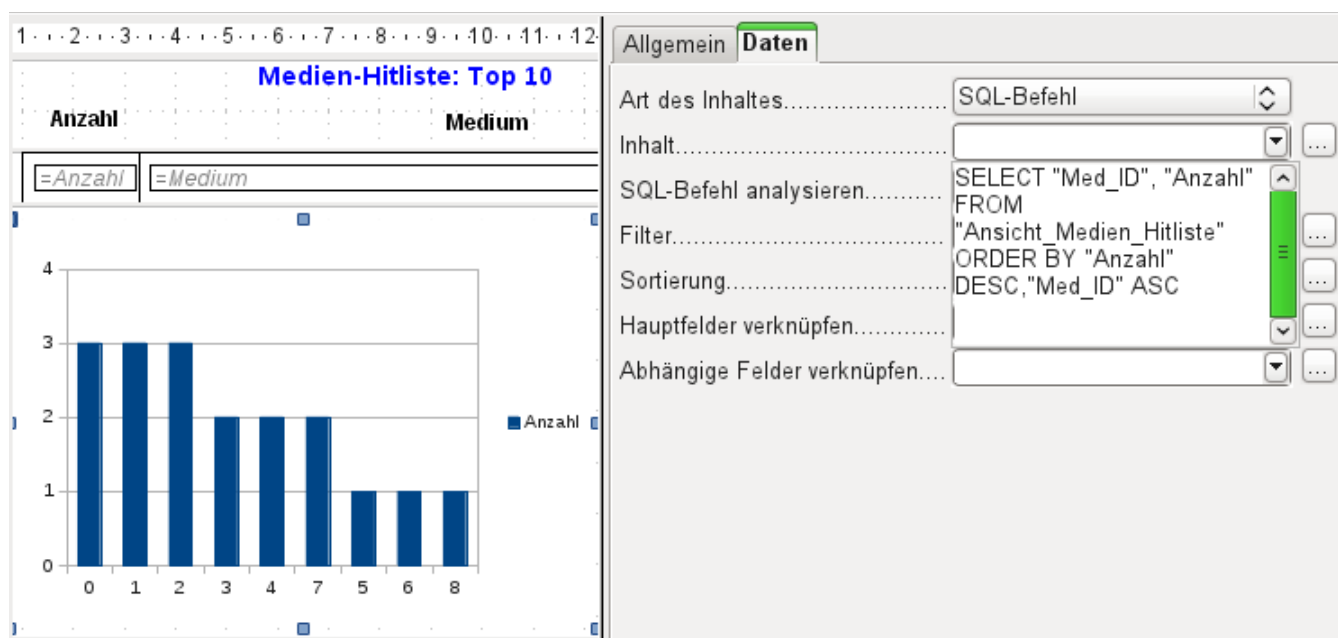 1 2 3 4 5 6 7 8 9 10 11 12
Medien-Hitliste: Top 10
Anzahl Medium
=Anzahl =Medium
4
3
2
1
0
0 1 2 3 4 7 5 6 8
Anzahl
Allgemein Daten
Art des Inhaltes...................... SQL-Befehl
Inhalt.................................... ...
SQL-Befehl analysieren...........
Filter..................................... ...
Sortierung............................. ...
Hauptfelder verknüpfen............. ...
Abhängige Felder verknüpfen.... ...
SELECT "Med_ID", "Anzahl"
FROM
"Ansicht_Medien_Hitliste"
ORDER BY "Anzahl"
DESC,"Med_ID" ASC